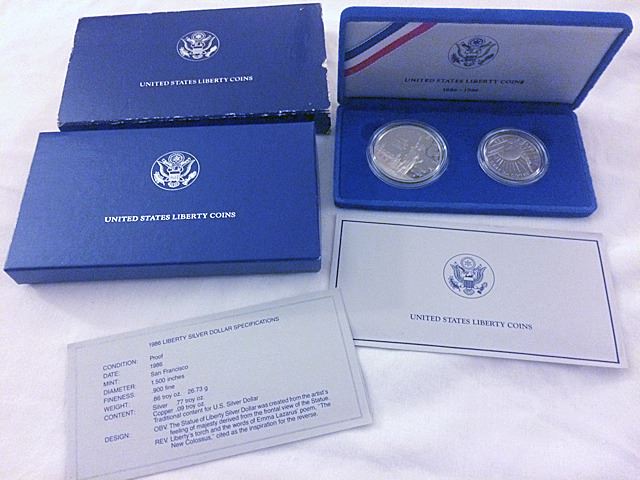 UNITED STATES LIBERTY COINS
UNITED STATES LIBERTY COINS
1886-1986
UNITED STATES LIBERTY COINS
UNITED STATES LIBERTY COINS
1986 LIBERTY SILVER DOLLAR SPECIFICATIONS
CONDITION: Proof
DATE: 1986
MINT: San Francisco
DIAMETER: 1.500 inches
FINENESS: .900 fine
WEIGHT: .86 troy oz. 26.73 g
CONTENT: Silver .77 troy oz.
Copper .09 troy oz.
Traditional content for U.S. Silver Dollar
DESIGN: OBV. The Statue of Liberty Silver Dollar was created from the artist's
feeling of majesty derived from the frontal view of the Statue.
REV. Liberty's torch and the words of Emma Lazarus' poem, "The
New Colossus," cited as the inspiration for the reverse.